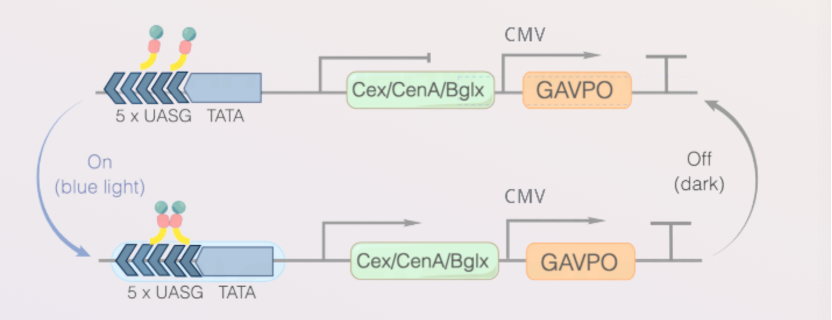 CMV
Cex/CenA/Bglx
GAVPO
5 x UASG TATA
On
(blue light)
Off
(dark)
CMV
Cex/CenA/Bglx
GAVPO
5 x UASG TATA